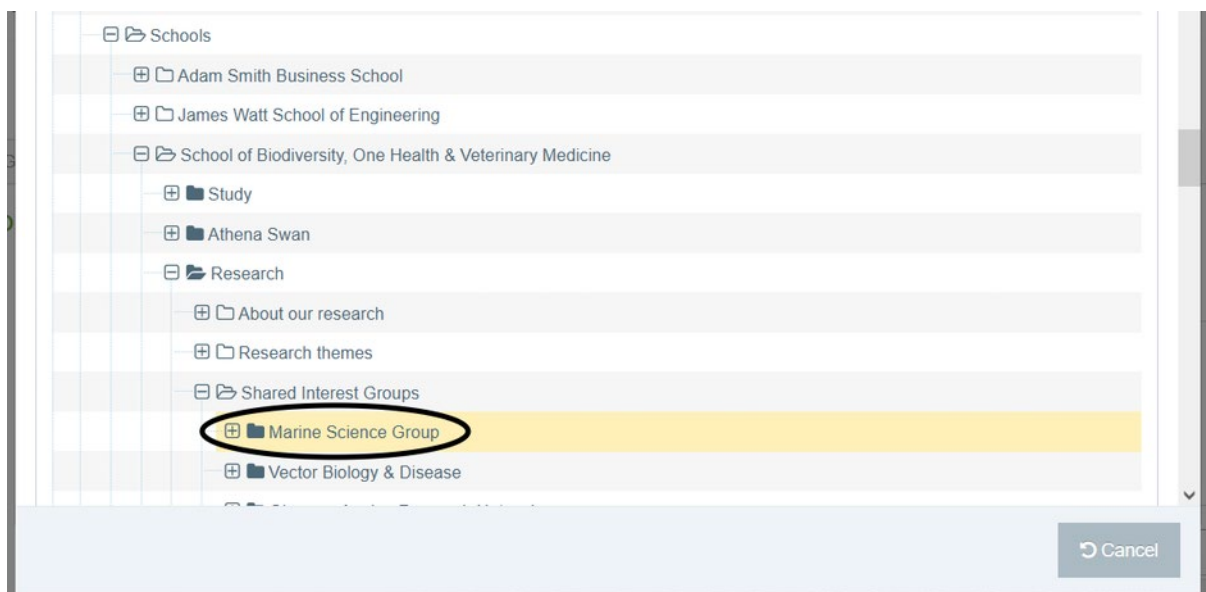 Schools
Adam Smith Business School
James Watt School of Engineering
School of Biodiversity, One Health & Veterinary Medicine
Study
Athena Swan
Research
About our research
Research themes
Shared Interest Groups
Marine Science Group
Vector Biology & Disease
Cancel